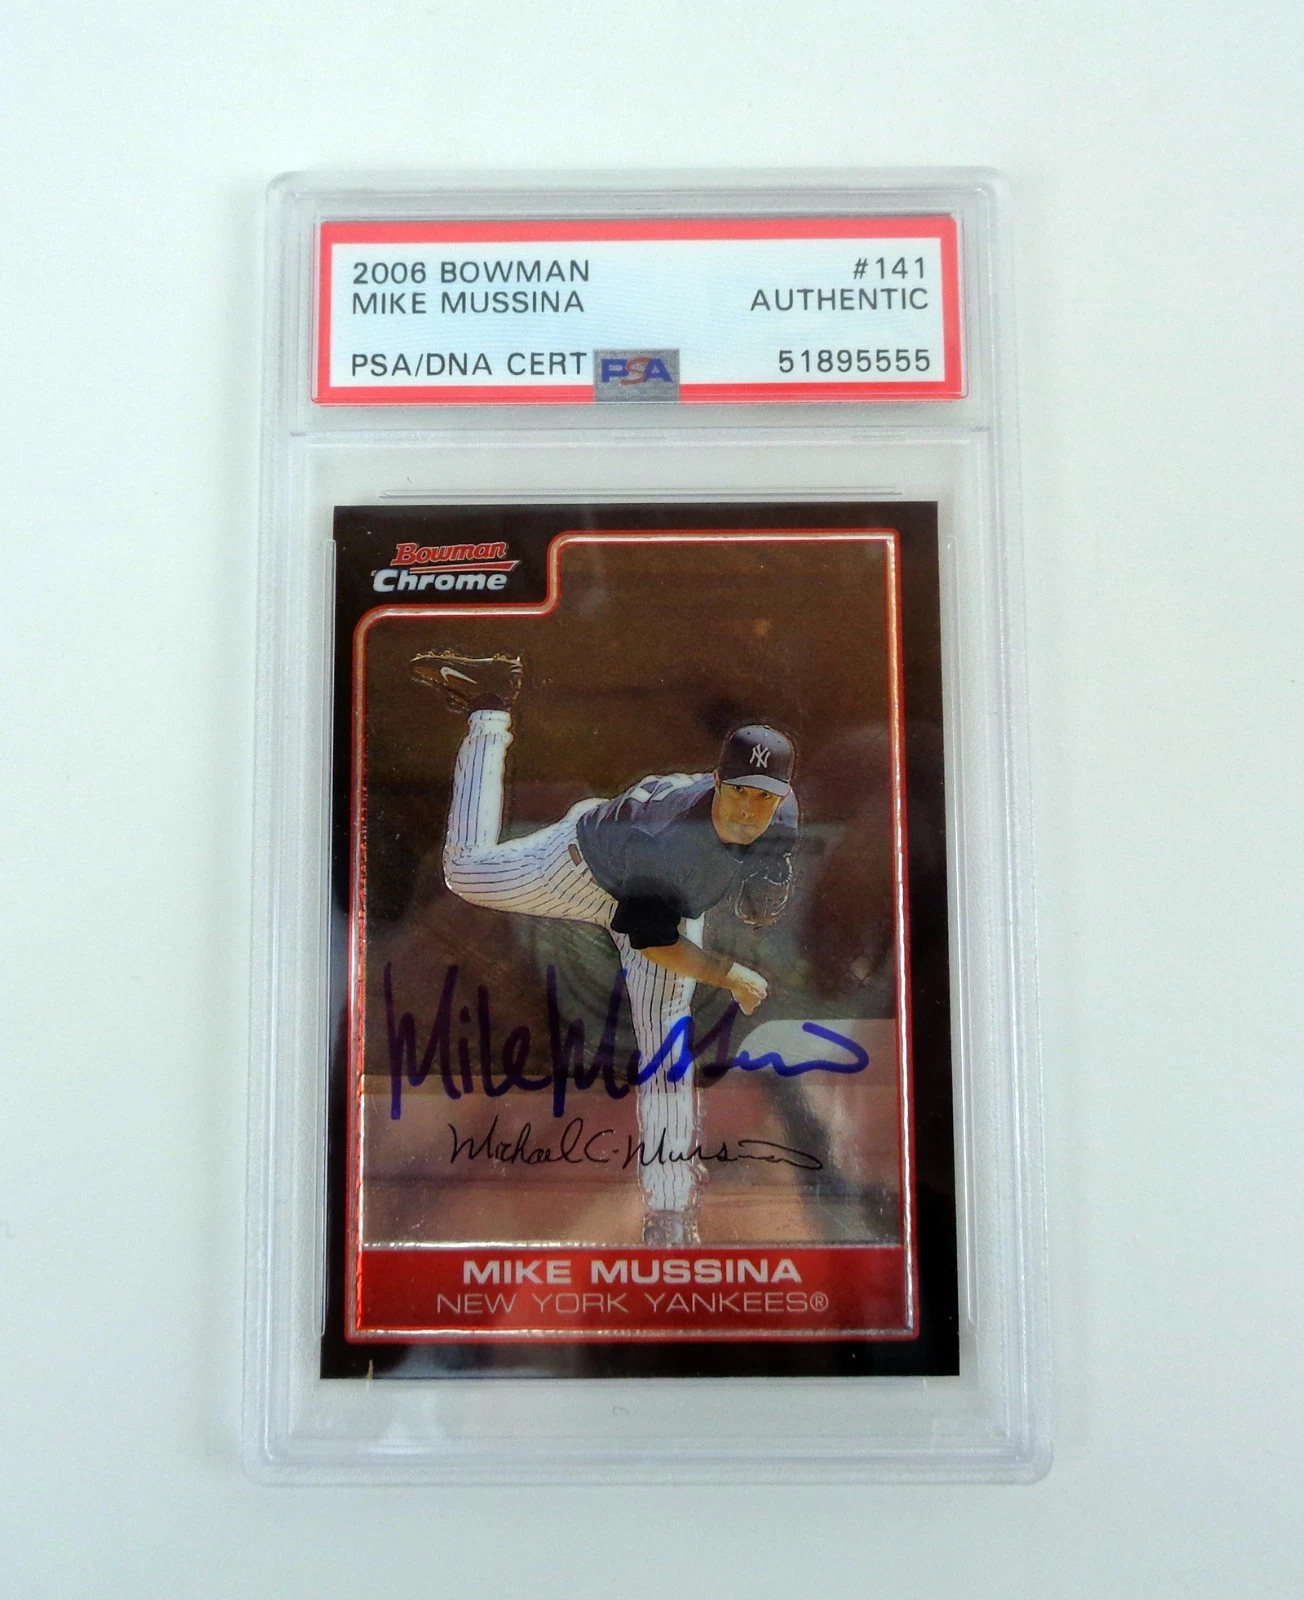 2006 BOWMAN #141
MIKE MUSSINA AUTHENTIC
PSA/DNA CERT PSA 51895555
Bowman
Chrome
NY
Mike Mussina
Michael C. Mussina
MIKE MUSSINA
NEW YORK YANKEES®